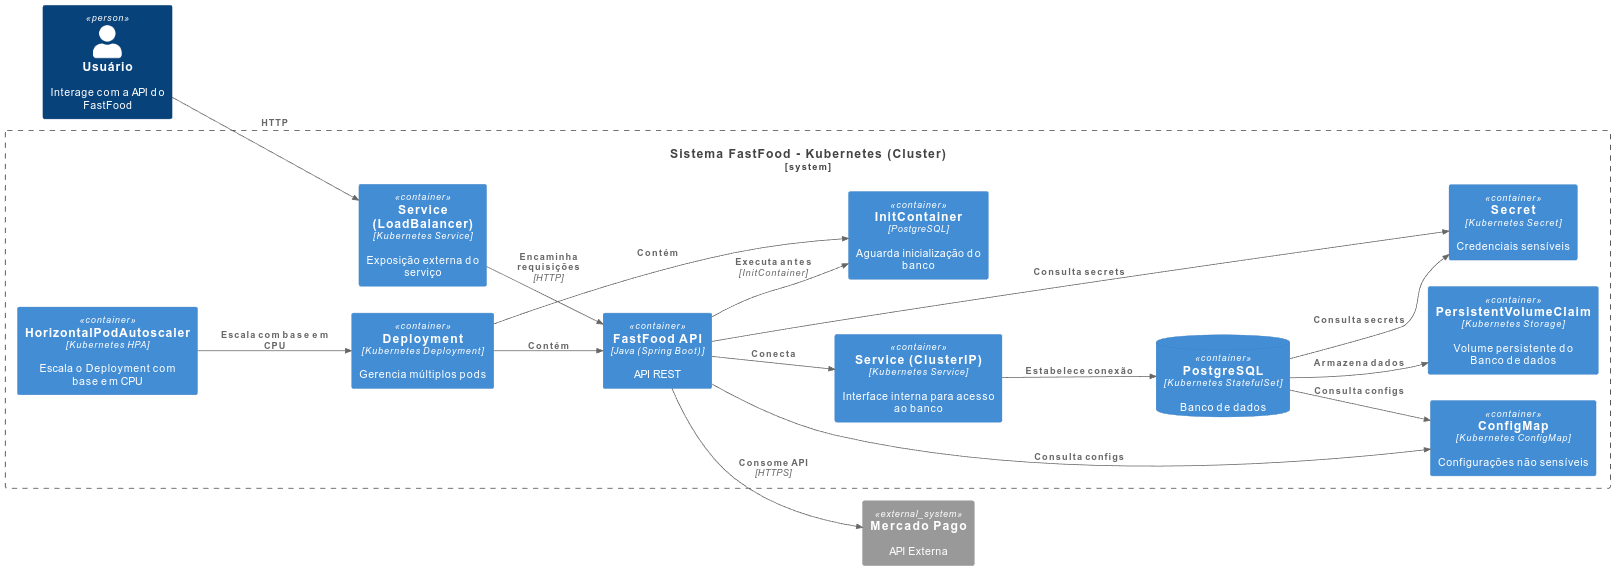 «person»
Usuário
Interage com a API do
FastFood
HTTP
Sistema FastFood - Kubernetes (Cluster)
[system]
«container»
Service
(LoadBalancer)
[Kubernetes Service]
Exposição externa do
serviço
Encaminha
requisições
[HTTP]
Contém
«container»
InitContainer
[PostgreSQL]
Aguarda inicialização do
banco
Executa antes
[InitContainer]
Consulta secrets
«container»
Secret
[Kubernetes Secret]
Credenciais sensíveis
«container»
HorizontalPodAutoscaler
[Kubernetes HPA]
Escala o Deployment com
base em CPU
Escala com base em
CPU
«container»
Deployment
[Kubernetes Deployment]
Gerencia múltiplos pods
Contém
«container»
FastFood API
[Java (Spring Boot)]
API REST
Conecta
«container»
Service (ClusterIP)
[Kubernetes Service]
Interface interna para acesso
ao banco
Estabelece conexão
«container»
PostgreSQL
[Kubernetes StatefulSet]
Banco de dados
Consulta secrets
Armazena dados
Consulta configs
«container»
PersistentVolumeClaim
[Kubernetes Storage]
Volume persistente do
Banco de dados
«container»
ConfigMap
[Kubernetes ConfigMap]
Configurações não sensíveis
Consulta configs
Consome API
[HTTPS]
«external_system»
Mercado Pago
API Externa